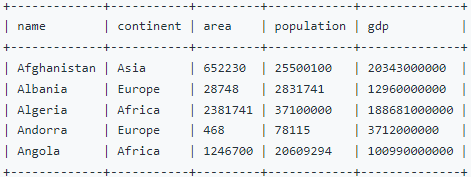 +-------------+-----------+---------+------------+--------------+
| name        | continent | area    | population | gdp          |
+-------------+-----------+---------+------------+--------------+
| Afghanistan | Asia      | 652230  | 25500100   | 20343000000  |
| Albania     | Europe    | 28748   | 2831741    | 12960000000  |
| Algeria     | Africa    | 2381741 | 37100000   | 188681000000 |
| Andorra     | Europe    | 468     | 78115      | 3712000000   |
| Angola      | Africa    | 1246700 | 20609294   | 100990000000 |
+-------------+-----------+---------+------------+--------------+